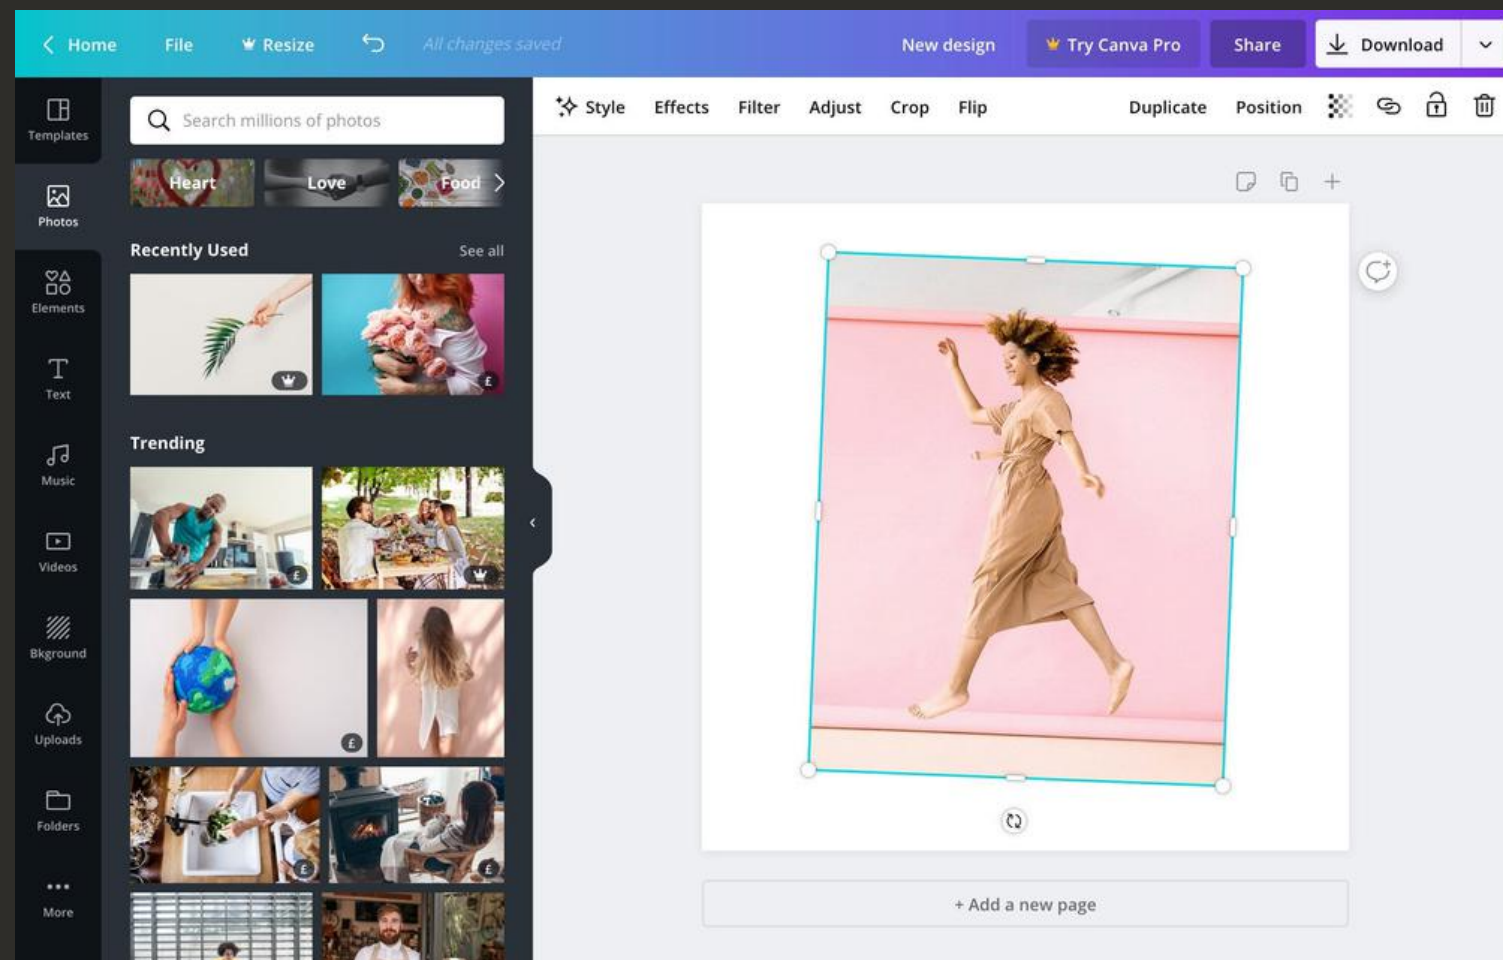 Home File Resize All changes saved New design Try Canva Pro Share Download
Style Effects Filter Adjust Crop Flip Duplicate Position
Templates
Photos
Elements
Text
Music
Videos
Bkground
Uploads
Folders
More
Search millions of photos
Heart Love Food
Recently Used See all
£
Trending
£
£
£ £
+ Add a new page